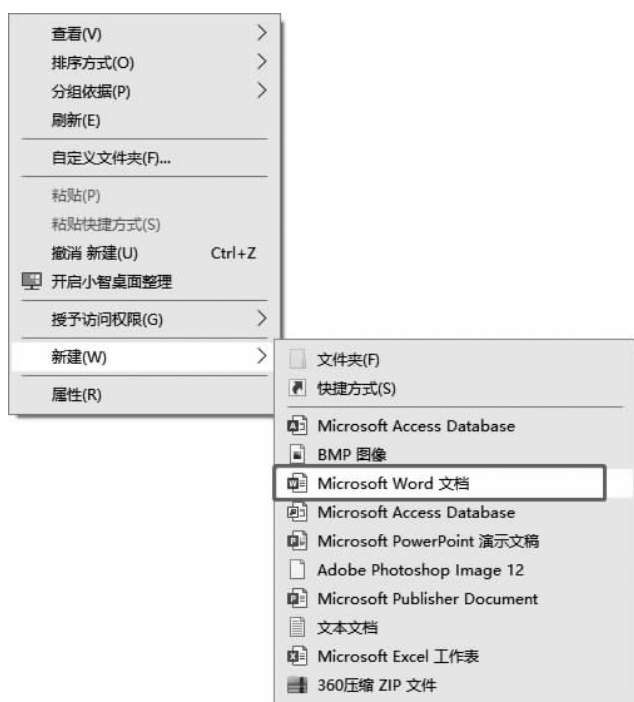 查看(V)
排序方式(O)
分组依据(P)
刷新(E)
自定义文件夹(F)...
粘贴(P)
粘贴快捷方式(S)
撤消 新建(U) Ctrl+Z
开启小智桌面整理
授予访问权限(G)
新建(W)
属性(R)
文件夹(F)
快捷方式(S)
Microsoft Access Database
BMP 图像
Microsoft Word 文档
Microsoft Access Database
Microsoft PowerPoint 演示文稿
Adobe Photoshop Image 12
Microsoft Publisher Document
文本文档
Microsoft Excel 工作表
360压缩 ZIP 文件